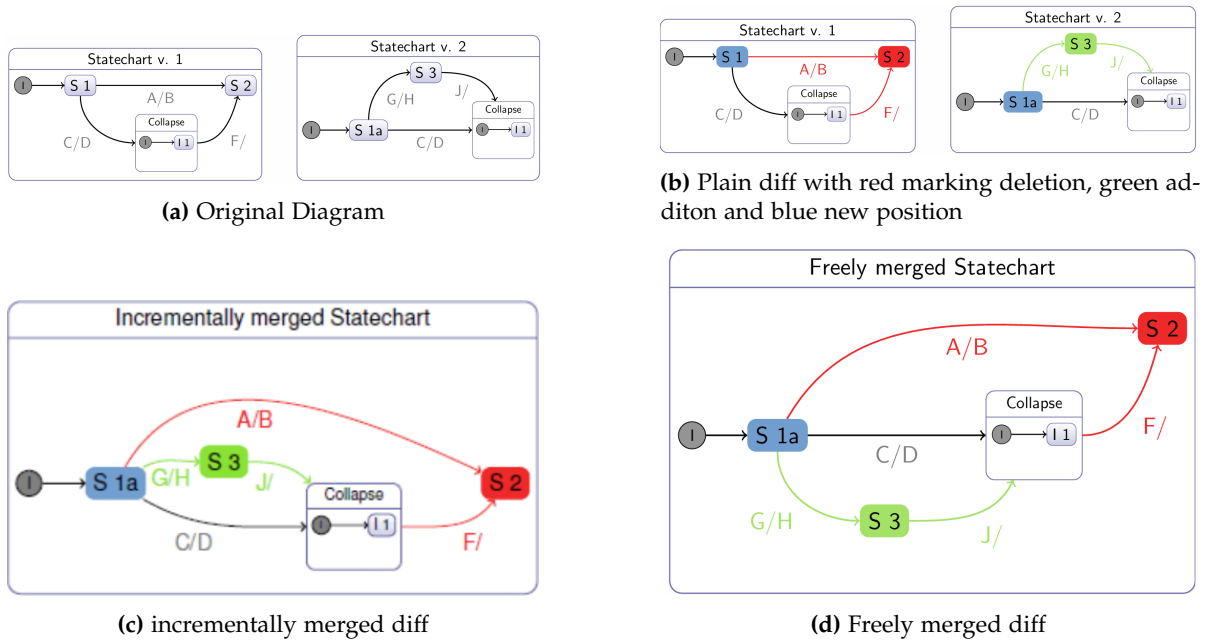 Statechart v. 1
I
S 1
S 2
A/B
Collapse
I
I 1
C/D
F/
Statechart v. 2
S 3
G/H
J/
Collapse
I
I 1
I
S 1a
C/D
(a) Original Diagram
Statechart v. 1
I
S 1
S 2
A/B
Collapse
I
I 1
C/D
F/
Statechart v. 2
S 3
G/H
J/
Collapse
I
I 1
I
S 1a
C/D
(b) Plain diff with red marking deletion, green ad-
diton and blue new position
Incrementally merged Statechart
A/B
S 3
G/H
J/
I
S 1a
S 2
Collapse
I
I 1
C/D
F/
(c) incrementally merged diff
Freely merged Statechart
S 2
A/B
Collapse
I
S 1a
I
I 1
F/
C/D
G/H
S 3
J/
(d) Freely merged diff